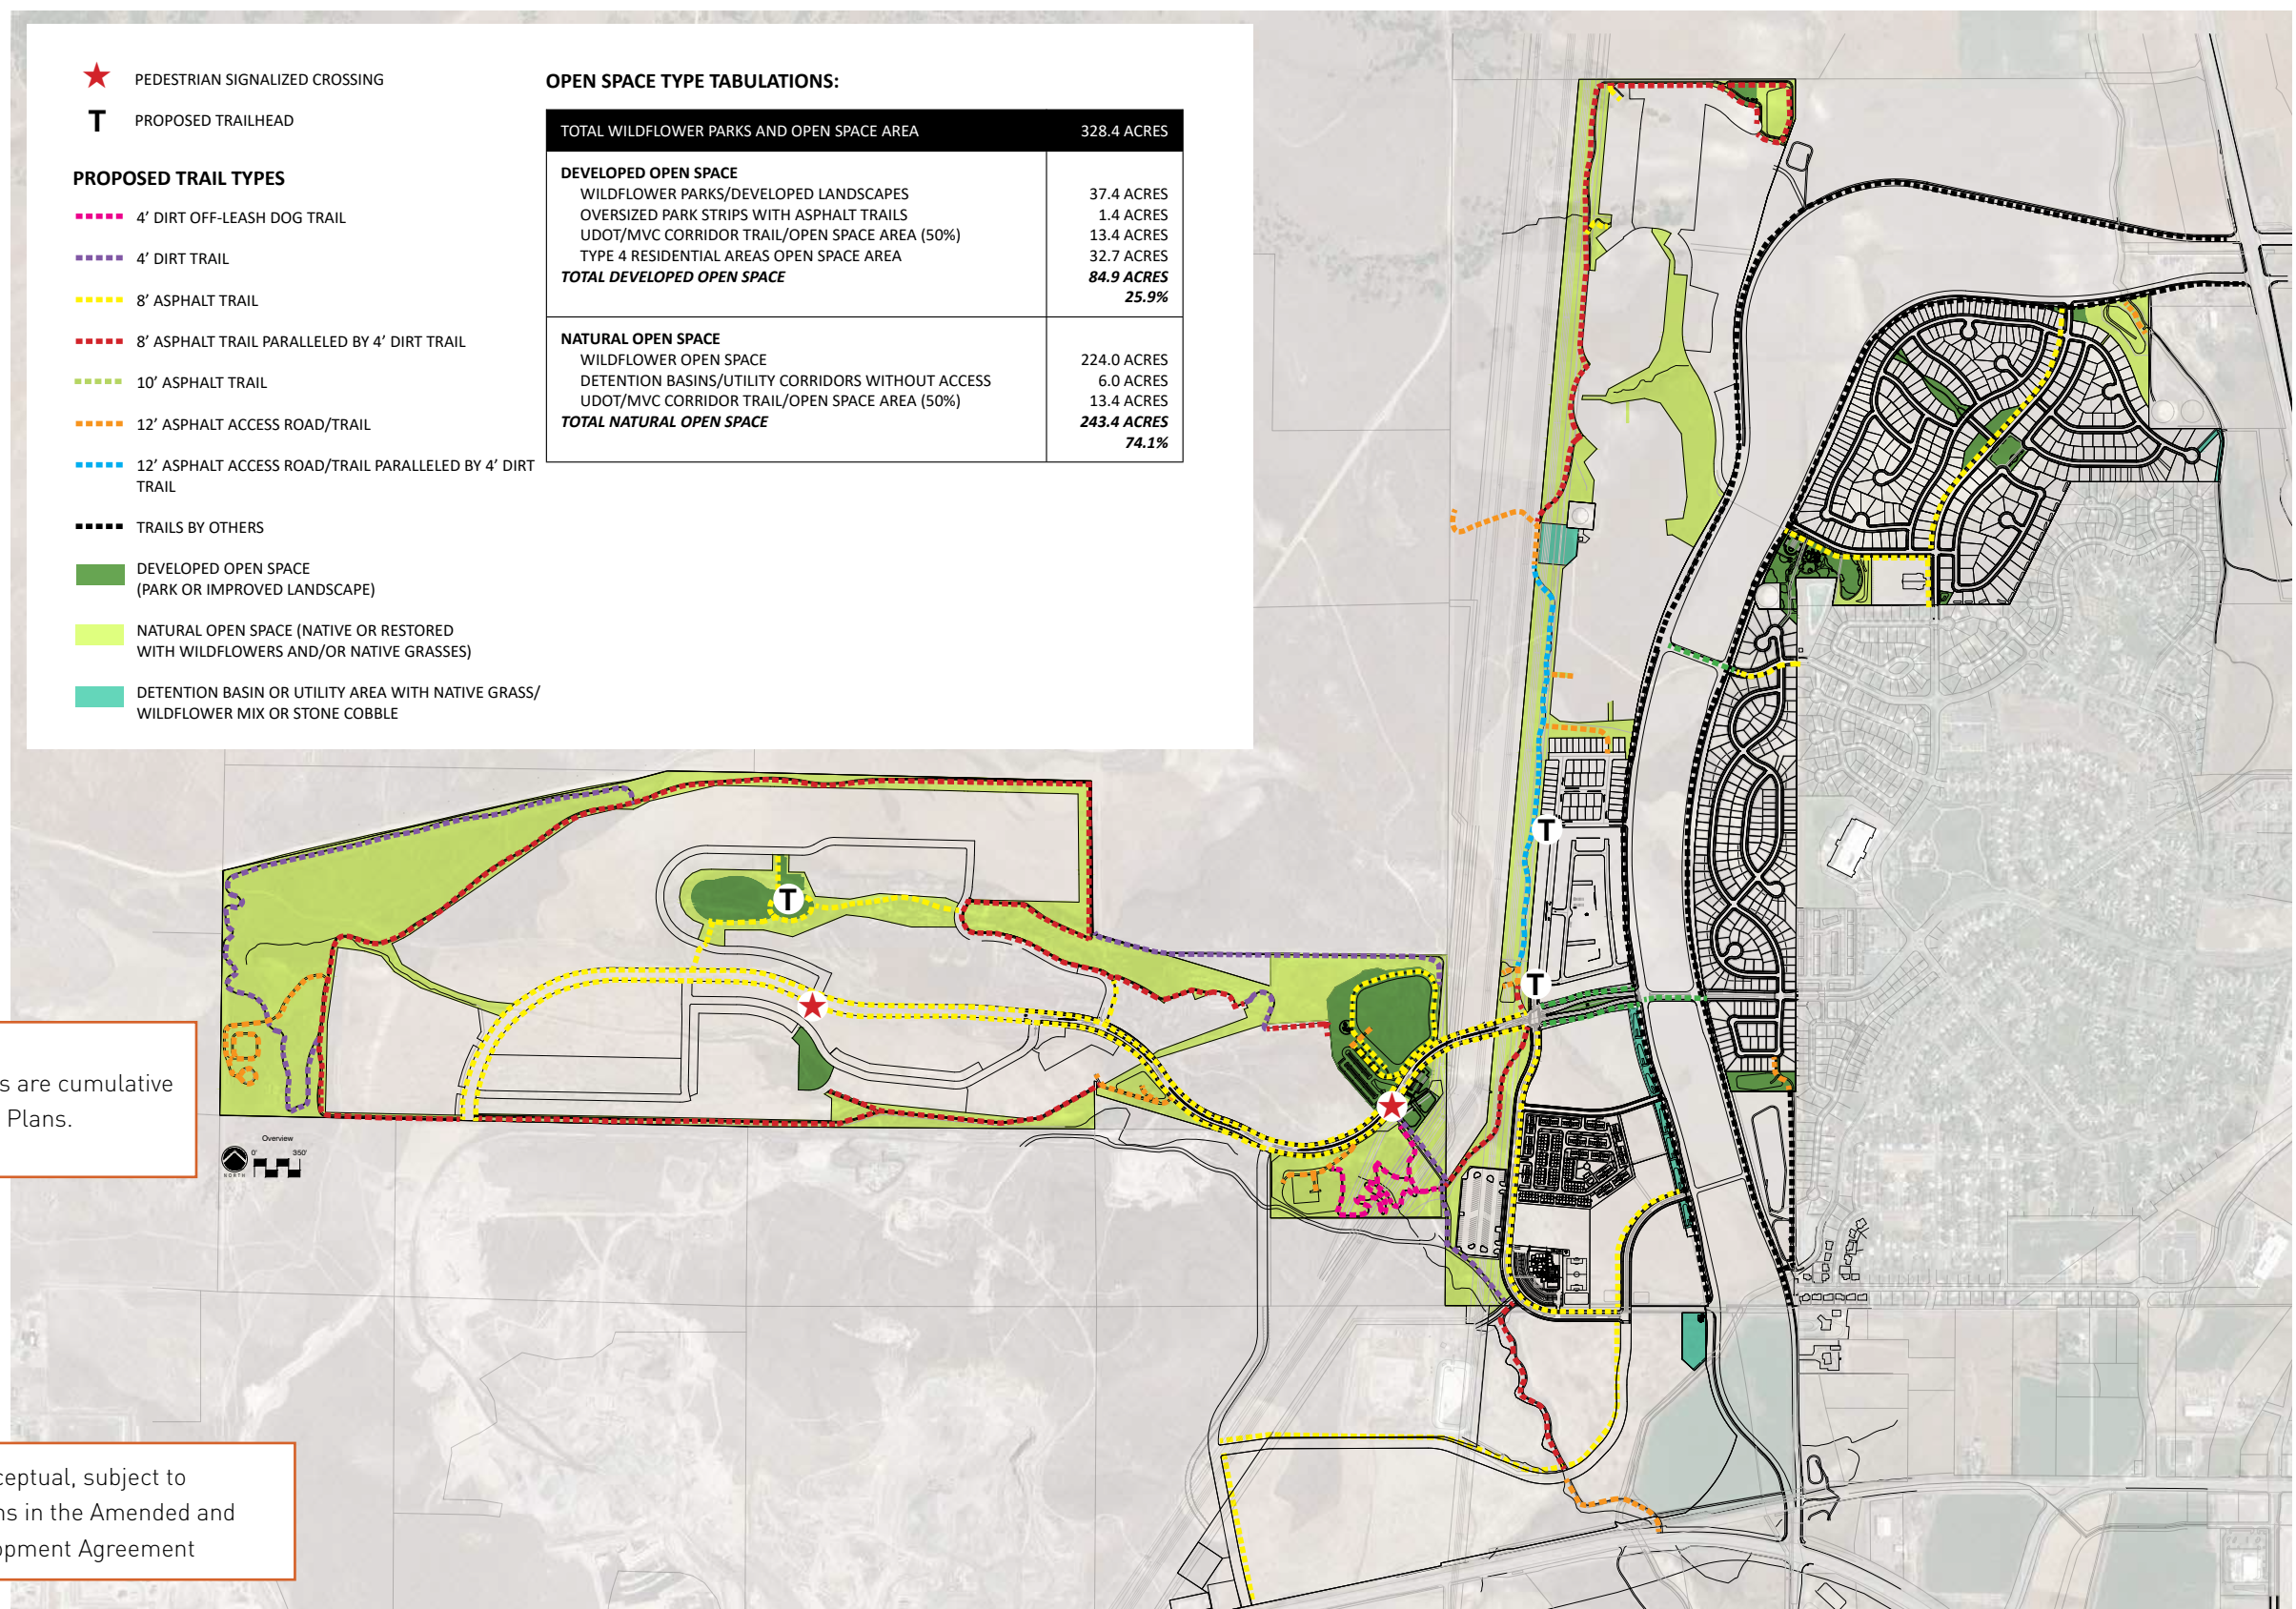 PEDESTRIAN SIGNALIZED CROSSING
T PROPOSED TRAILHEAD
PROPOSED TRAIL TYPES
4’ DIRT OFF-LEASH DOG TRAIL
4’ DIRT TRAIL
8’ ASPHALT TRAIL
8’ ASPHALT TRAIL PARALLELED BY 4’ DIRT TRAIL
10’ ASPHALT TRAIL
12’ ASPHALT ACCESS ROAD/TRAIL
12’ ASPHALT ACCESS ROAD/TRAIL PARALLELED BY 4’ DIRT
TRAIL
TRAILS BY OTHERS
DEVELOPED OPEN SPACE
(PARK OR IMPROVED LANDSCAPE)
NATURAL OPEN SPACE (NATIVE OR RESTORED
WITH WILDFLOWERS AND/OR NATIVE GRASSES)
DETENTION BASIN OR UTILITY AREA WITH NATIVE GRASS/
WILDFLOWER MIX OR STONE COBBLE
OPEN SPACE TYPE TABULATIONS:
TOTAL WILDFLOWER PARKS AND OPEN SPACE AREA 328.4 ACRES
DEVELOPED OPEN SPACE
WILDFLOWER PARKS/DEVELOPED LANDSCAPES 37.4 ACRES
OVERSIZED PARK STRIPS WITH ASPHALT TRAILS 1.4 ACRES
UDOT/MVC CORRIDOR TRAIL/OPEN SPACE AREA (50%) 13.4 ACRES
TYPE 4 RESIDENTIAL AREAS OPEN SPACE AREA 32.7 ACRES
TOTAL DEVELOPED OPEN SPACE 84.9 ACRES
25.9%
NATURAL OPEN SPACE
WILDFLOWER OPEN SPACE 224.0 ACRES
DETENTION BASINS/UTILITY CORRIDORS WITHOUT ACCESS 6.0 ACRES
UDOT/MVC CORRIDOR TRAIL/OPEN SPACE AREA (50%) 13.4 ACRES
TOTAL NATURAL OPEN SPACE 243.4 ACRES
74.1%
T
T
T
s are cumulative
Plans.
Overview
0' 350'
NORTH
ceptual, subject to
ns in the Amended and
opment Agreement